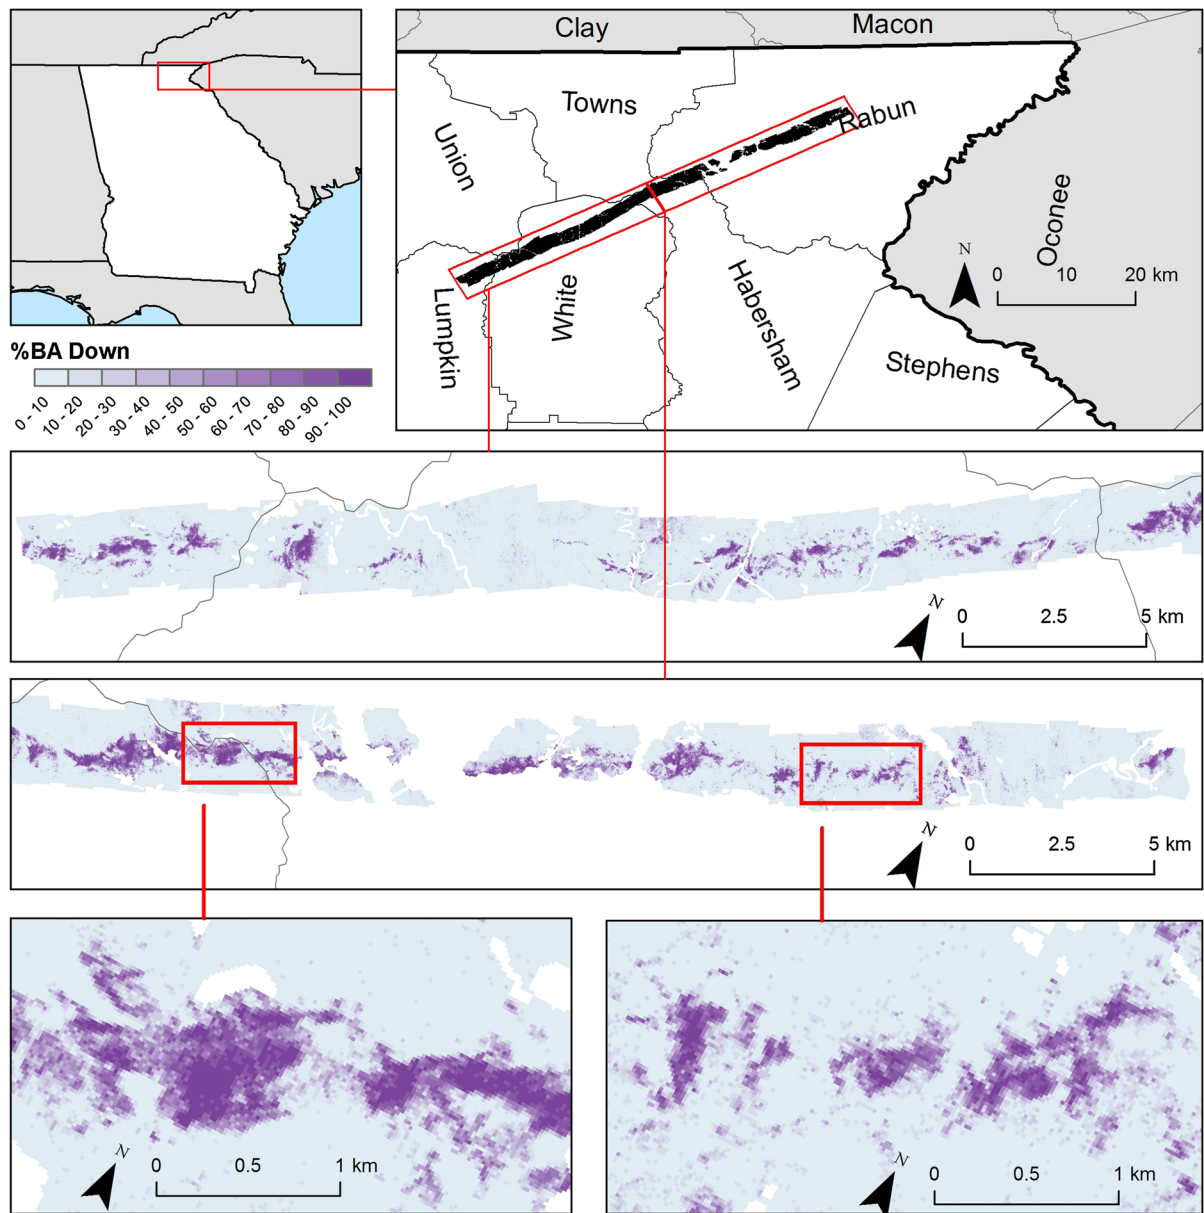 Clay
Macon
Towns
Union
Rabun
Oconee
N
0 10 20 km
Lumpkin
White
Habersham
Stephens
%BA Down
0 - 10
10 - 20
20 - 30
30 - 40
40 - 50
50 - 60
60 - 70
70 - 80
80 - 90
90 - 100
N
0 2.5 5 km
N
0 2.5 5 km
N
0 0.5 1 km
N
0 0.5 1 km